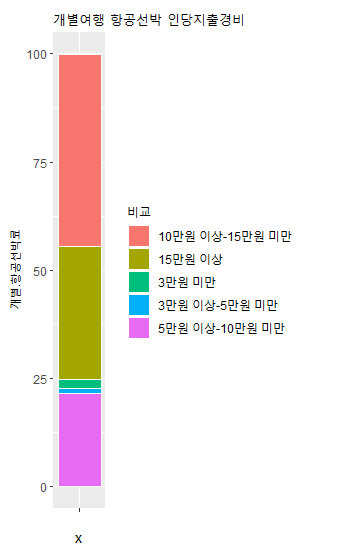 개별여행 항공선박 인당지출경비
100
75
50
25
0
개별항공선박료
x
비교
10만원 이상-15만원 미만
15만원 이상
3만원 미만
3만원 이상-5만원 미만
5만원 이상-10만원 미만